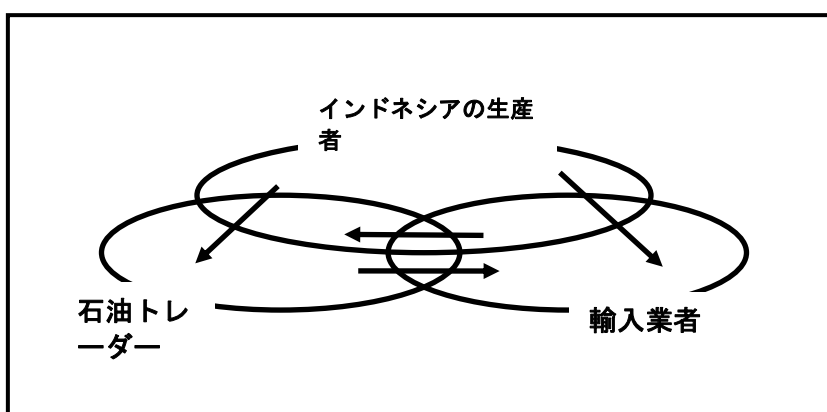 インドネシアの生産
者
石油トレ
ーダー
輸入業者